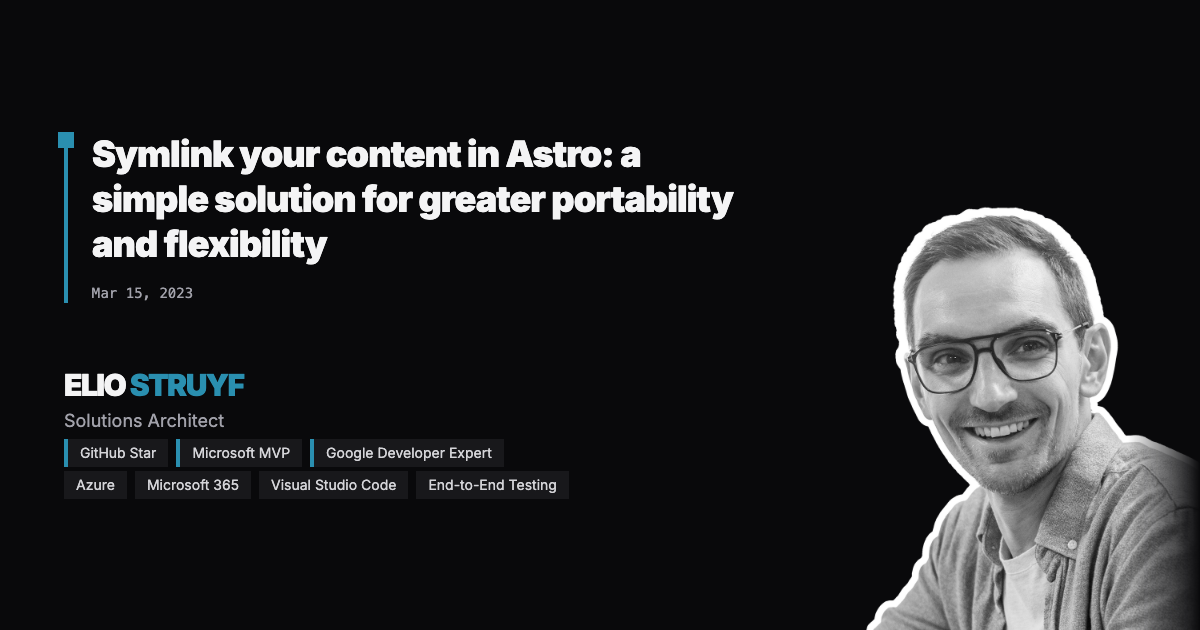 Symlink your content in Astro: a
simple solution for greater portability
and flexibility
Mar 15, 2023
ELIO STRUYF
Solutions Architect
GitHub Star Microsoft MVP Google Developer Expert
Azure Microsoft 365 Visual Studio Code End-to-End Testing